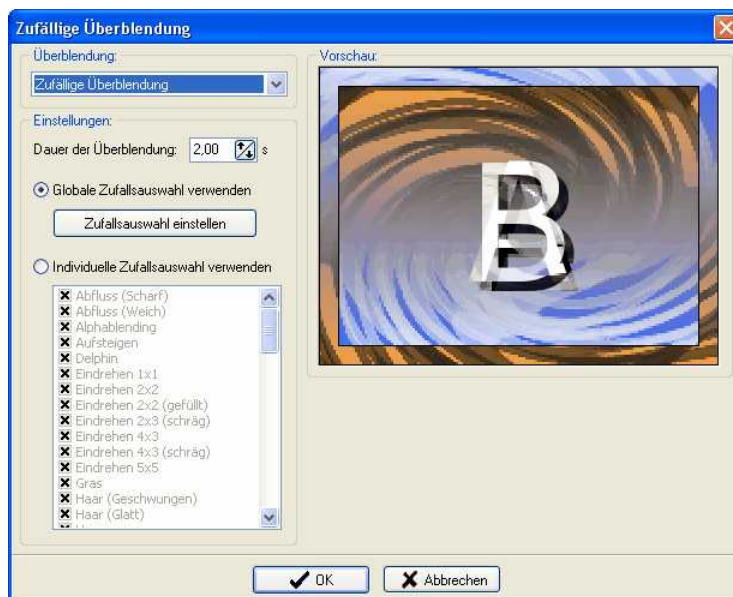 Zufällige Überblendung
Überblendung:
Zufällige Überblendung
Einstellungen:
Dauer der Überblendung: 2,00 s
Globale Zufallsauswahl verwenden
Zufallsauswahl einstellen
Individuelle Zufallsauswahl verwenden
Abfluss (Scharf)
Abfluss (Weich)
Alphablending
Aufsteigen
Delphin
Eindrehen 1x1
Eindrehen 2x2
Eindrehen 2x2 (gefüllt)
Eindrehen 2x3 (schräg)
Eindrehen 4x3
Eindrehen 4x3 (schräg)
Eindrehen 5x5
Gras
Haar (Geschwungen)
Haar (Glatt)
Vorschau:
A B
OK
Abbrechen